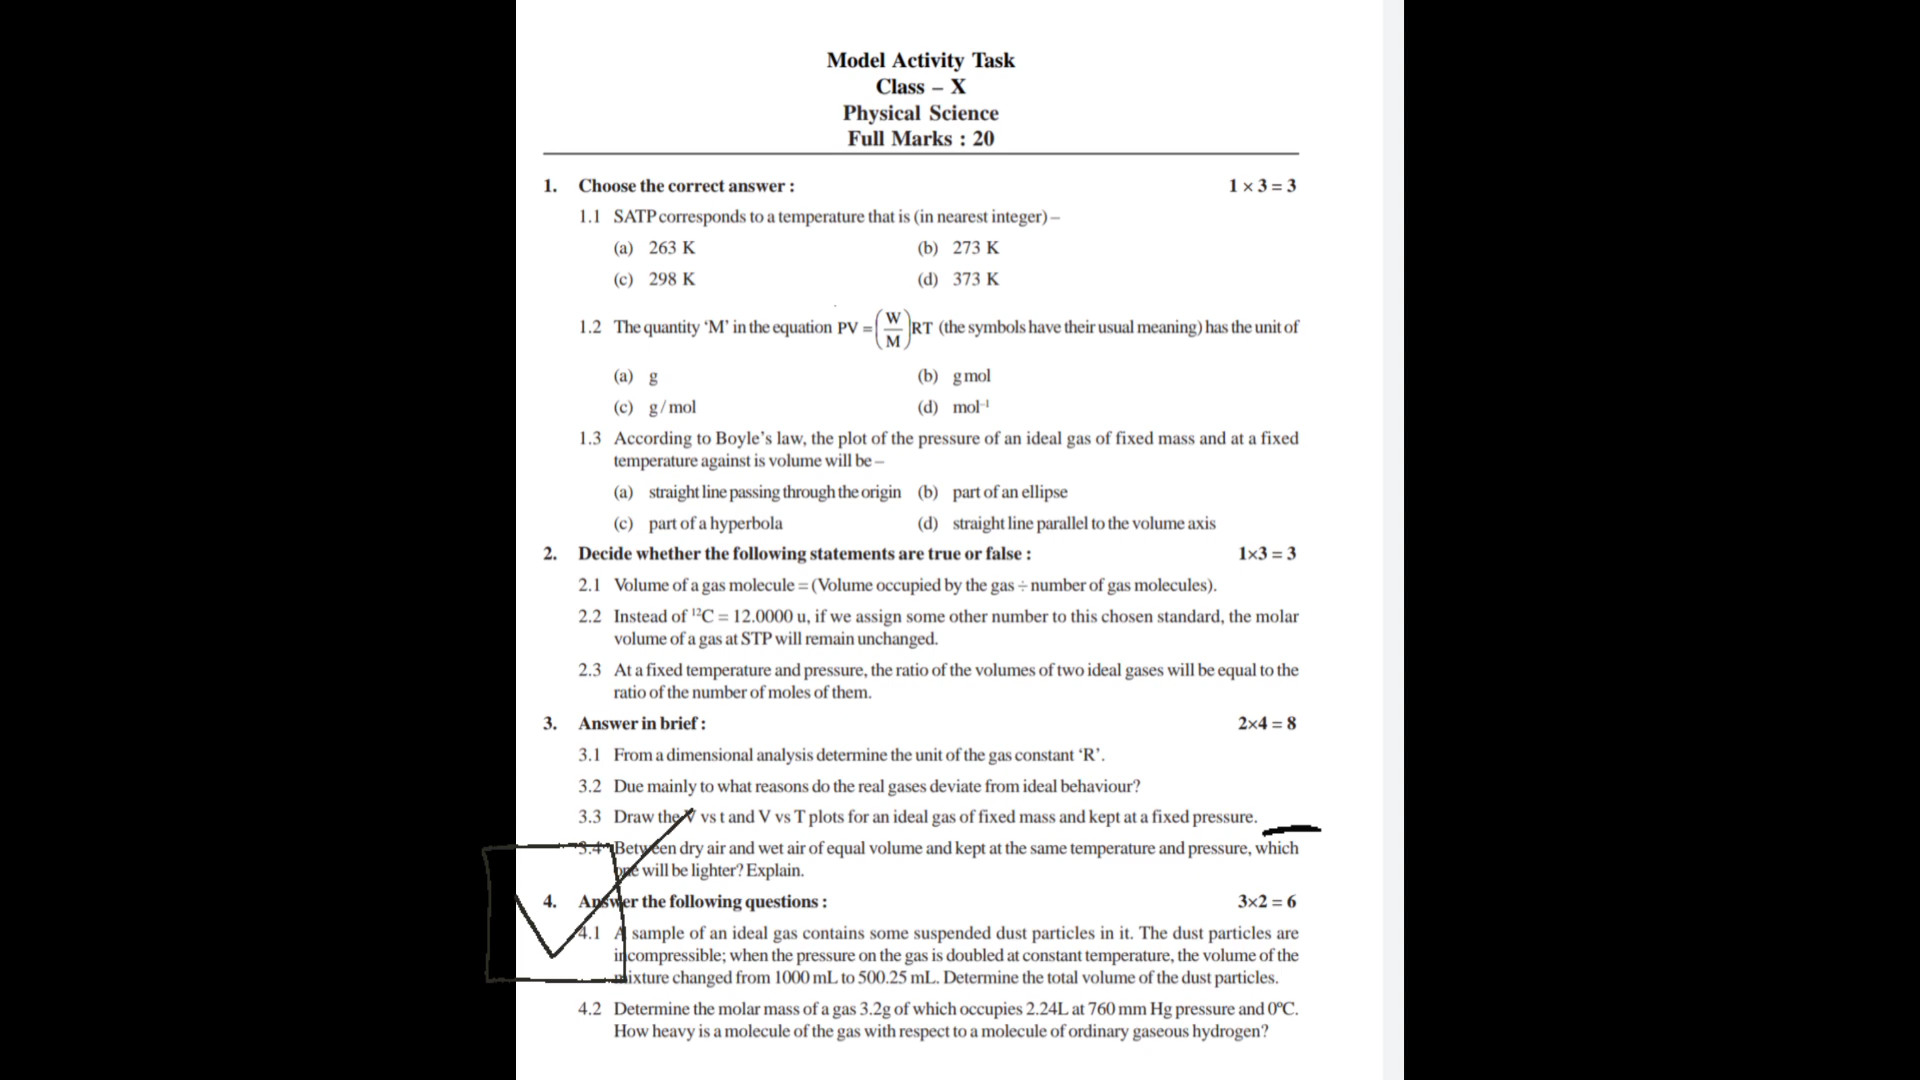 Model Activity Task
Class – X
Physical Science
Full Marks : 20
1. Choose the correct answer : 1 × 3 = 3
1.1 SATP corresponds to a temperature that is (in nearest integer) –
(a) 263 K (b) 273 K
(c) 298 K (d) 373 K
1.2 The quantity ‘M’ in the equation PV = (W/M) RT (the symbols have their usual meaning) has the unit of
(a) g (b) g mol
(c) g / mol (d) mol⁻¹
1.3 According to Boyle’s law, the plot of the pressure of an ideal gas of fixed mass and at a fixed
temperature against is volume will be –
(a) straight line passing through the origin (b) part of an ellipse
(c) part of a hyperbola (d) straight line parallel to the volume axis
2. Decide whether the following statements are true or false : 1×3 = 3
2.1 Volume of a gas molecule = (Volume occupied by the gas ÷ number of gas molecules).
2.2 Instead of ¹²C = 12.0000 u, if we assign some other number to this chosen standard, the molar
volume of a gas at STP will remain unchanged.
2.3 At a fixed temperature and pressure, the ratio of the volumes of two ideal gases will be equal to the
ratio of the number of moles of them.
3. Answer in brief : 2×4 = 8
3.1 From a dimensional analysis determine the unit of the gas constant ‘R’.
3.2 Due mainly to what reasons do the real gases deviate from ideal behaviour?
3.3 Draw the V vs t and V vs T plots for an ideal gas of fixed mass and kept at a fixed pressure.
3.4 Between dry air and wet air of equal volume and kept at the same temperature and pressure, which
one will be lighter? Explain.
4. Answer the following questions : 3×2 = 6
4.1 A sample of an ideal gas contains some suspended dust particles in it. The dust particles are
incompressible; when the pressure on the gas is doubled at constant temperature, the volume of the
mixture changed from 1000 mL to 500.25 mL. Determine the total volume of the dust particles.
4.2 Determine the molar mass of a gas 3.2g of which occupies 2.24L at 760 mm Hg pressure and 0ºC.
How heavy is a molecule of the gas with respect to a molecule of ordinary gaseous hydrogen?